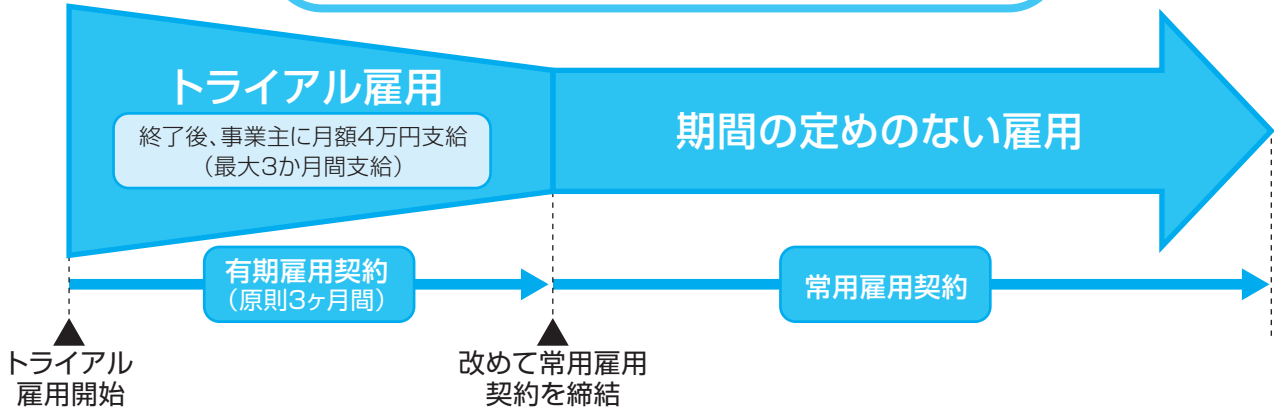 トライアル雇用
終了後、事業主に月額4万円支給
（最大3か月間支給）
期間の定めのない雇用
有期雇用契約
（原則3ヶ月間）
常用雇用契約
トライアル
雇用開始
改めて常用雇用
契約を締結